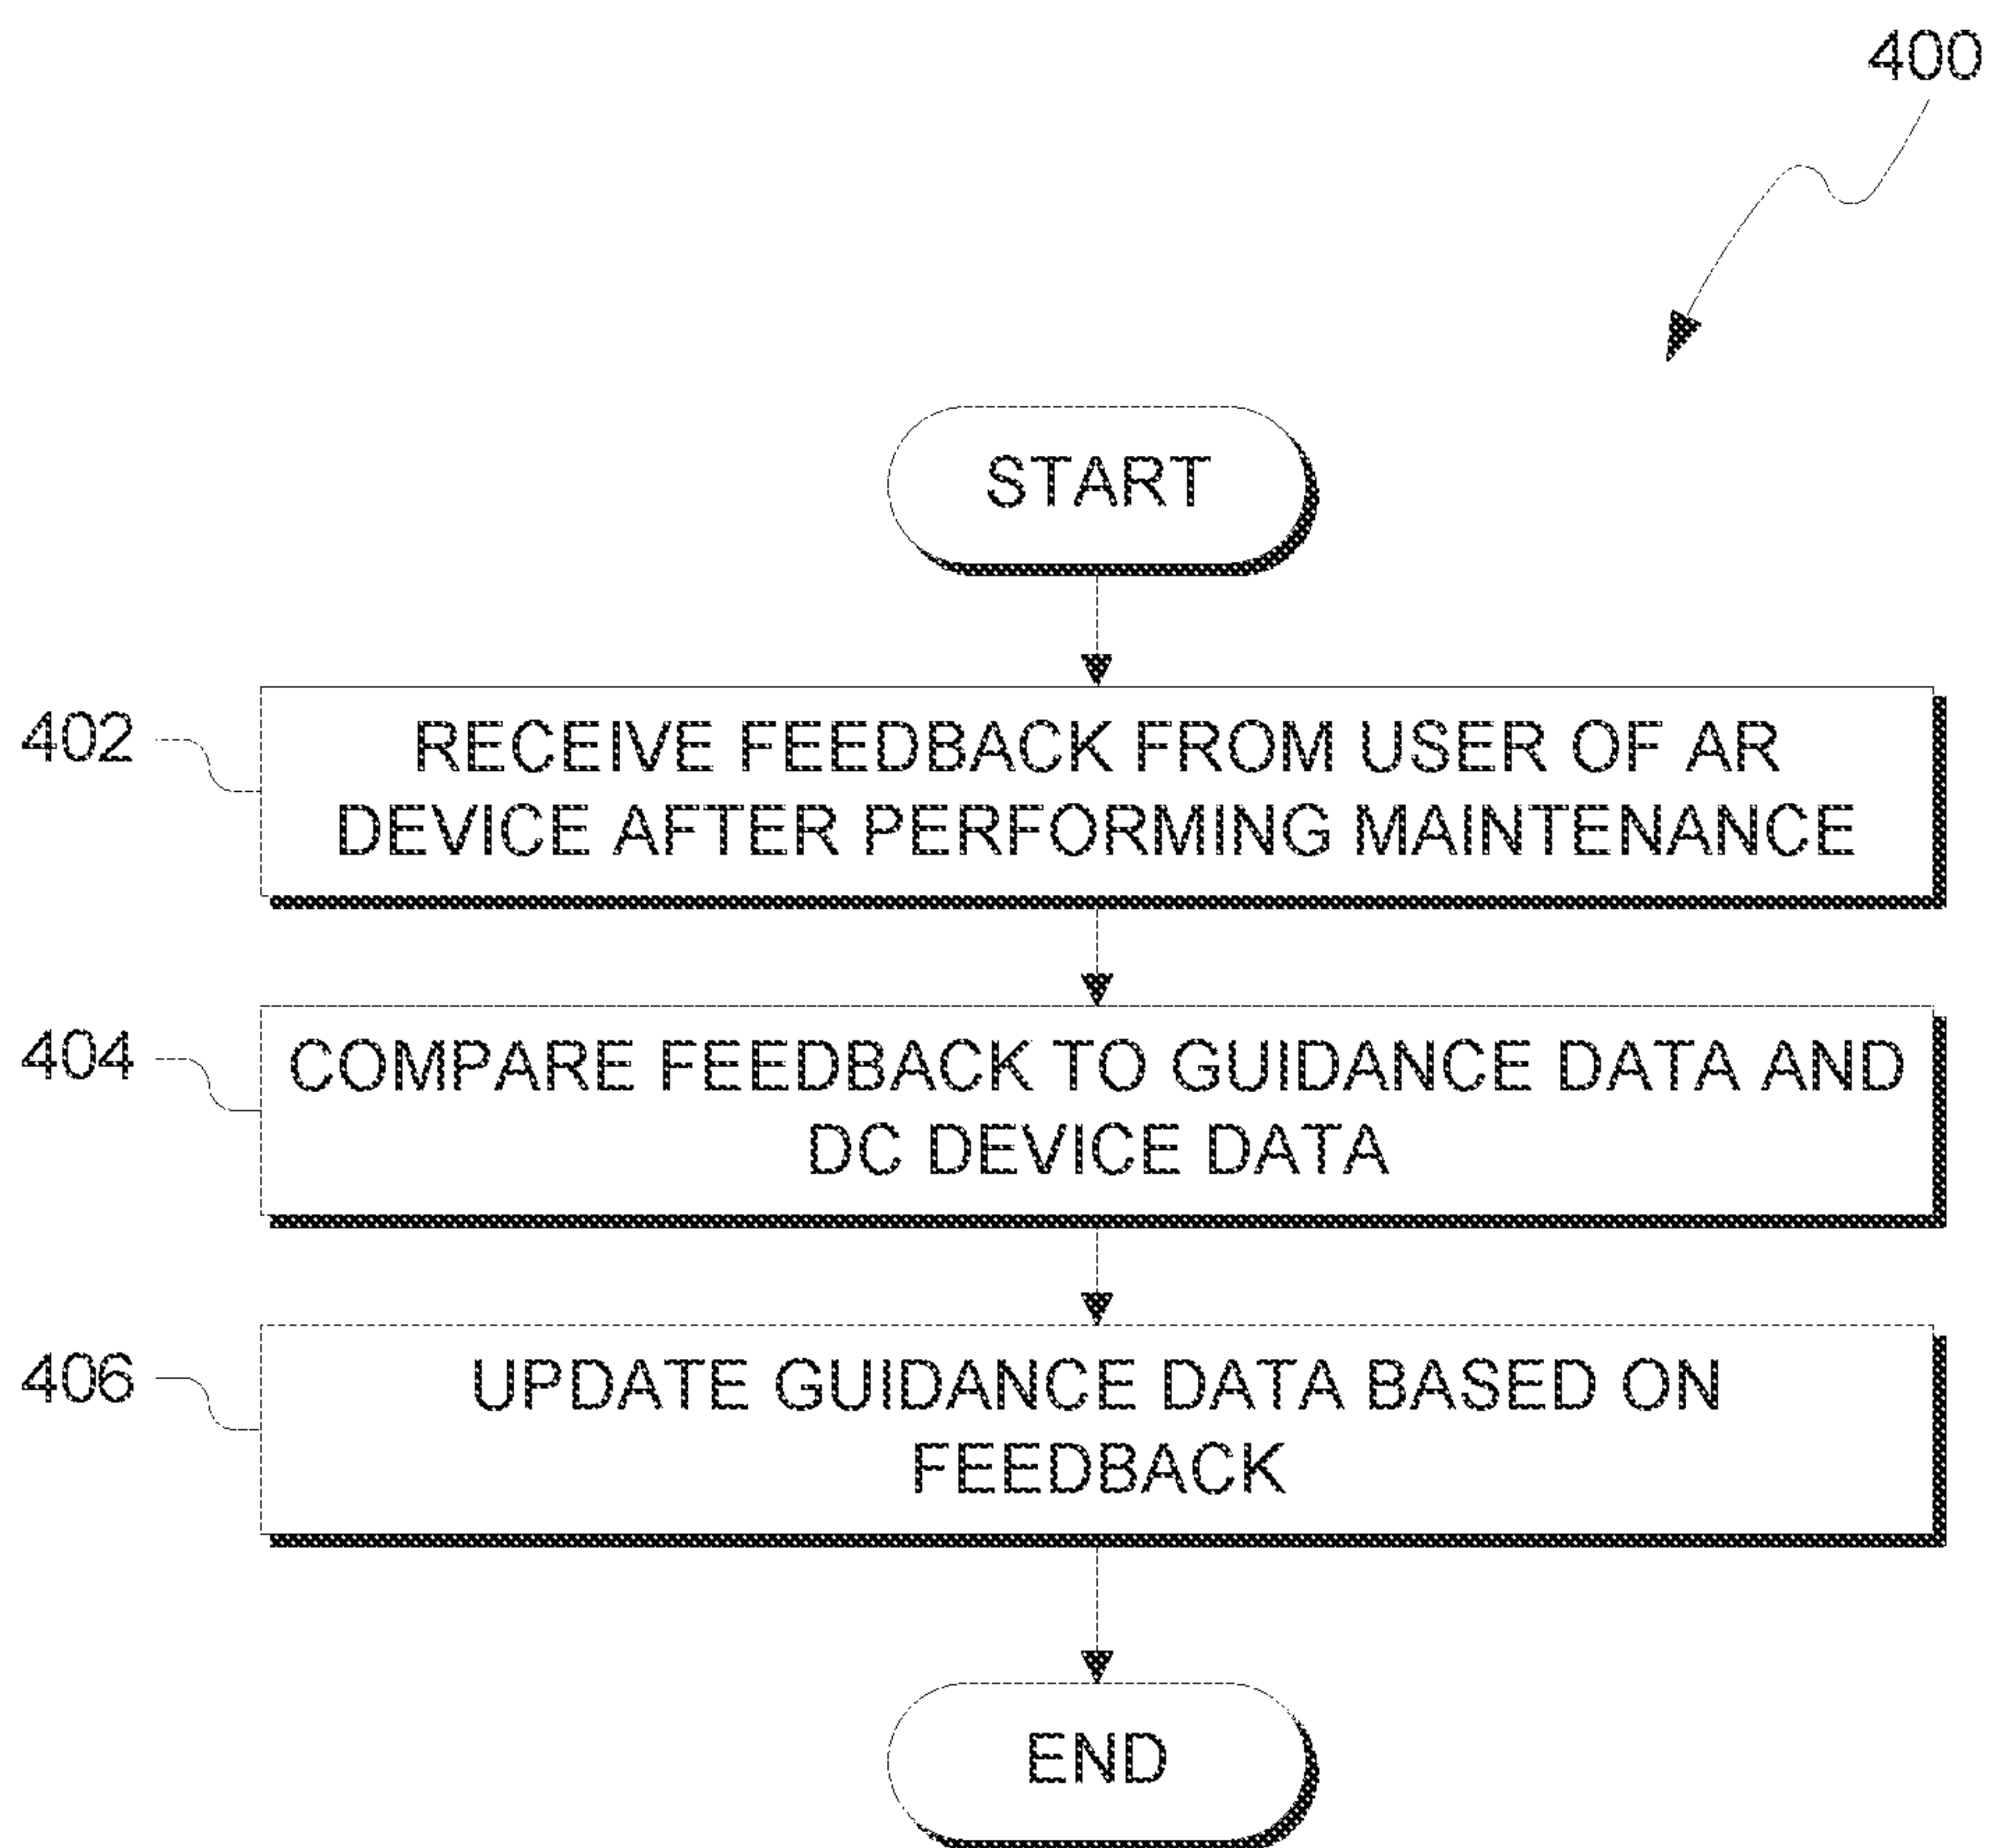 400
START
402
RECEIVE FEEDBACK FROM USER OF AR
DEVICE AFTER PERFORMING MAINTENANCE
404
COMPARE FEEDBACK TO GUIDANCE DATA AND
DC DEVICE DATA
406
UPDATE GUIDANCE DATA BASED ON
FEEDBACK
END